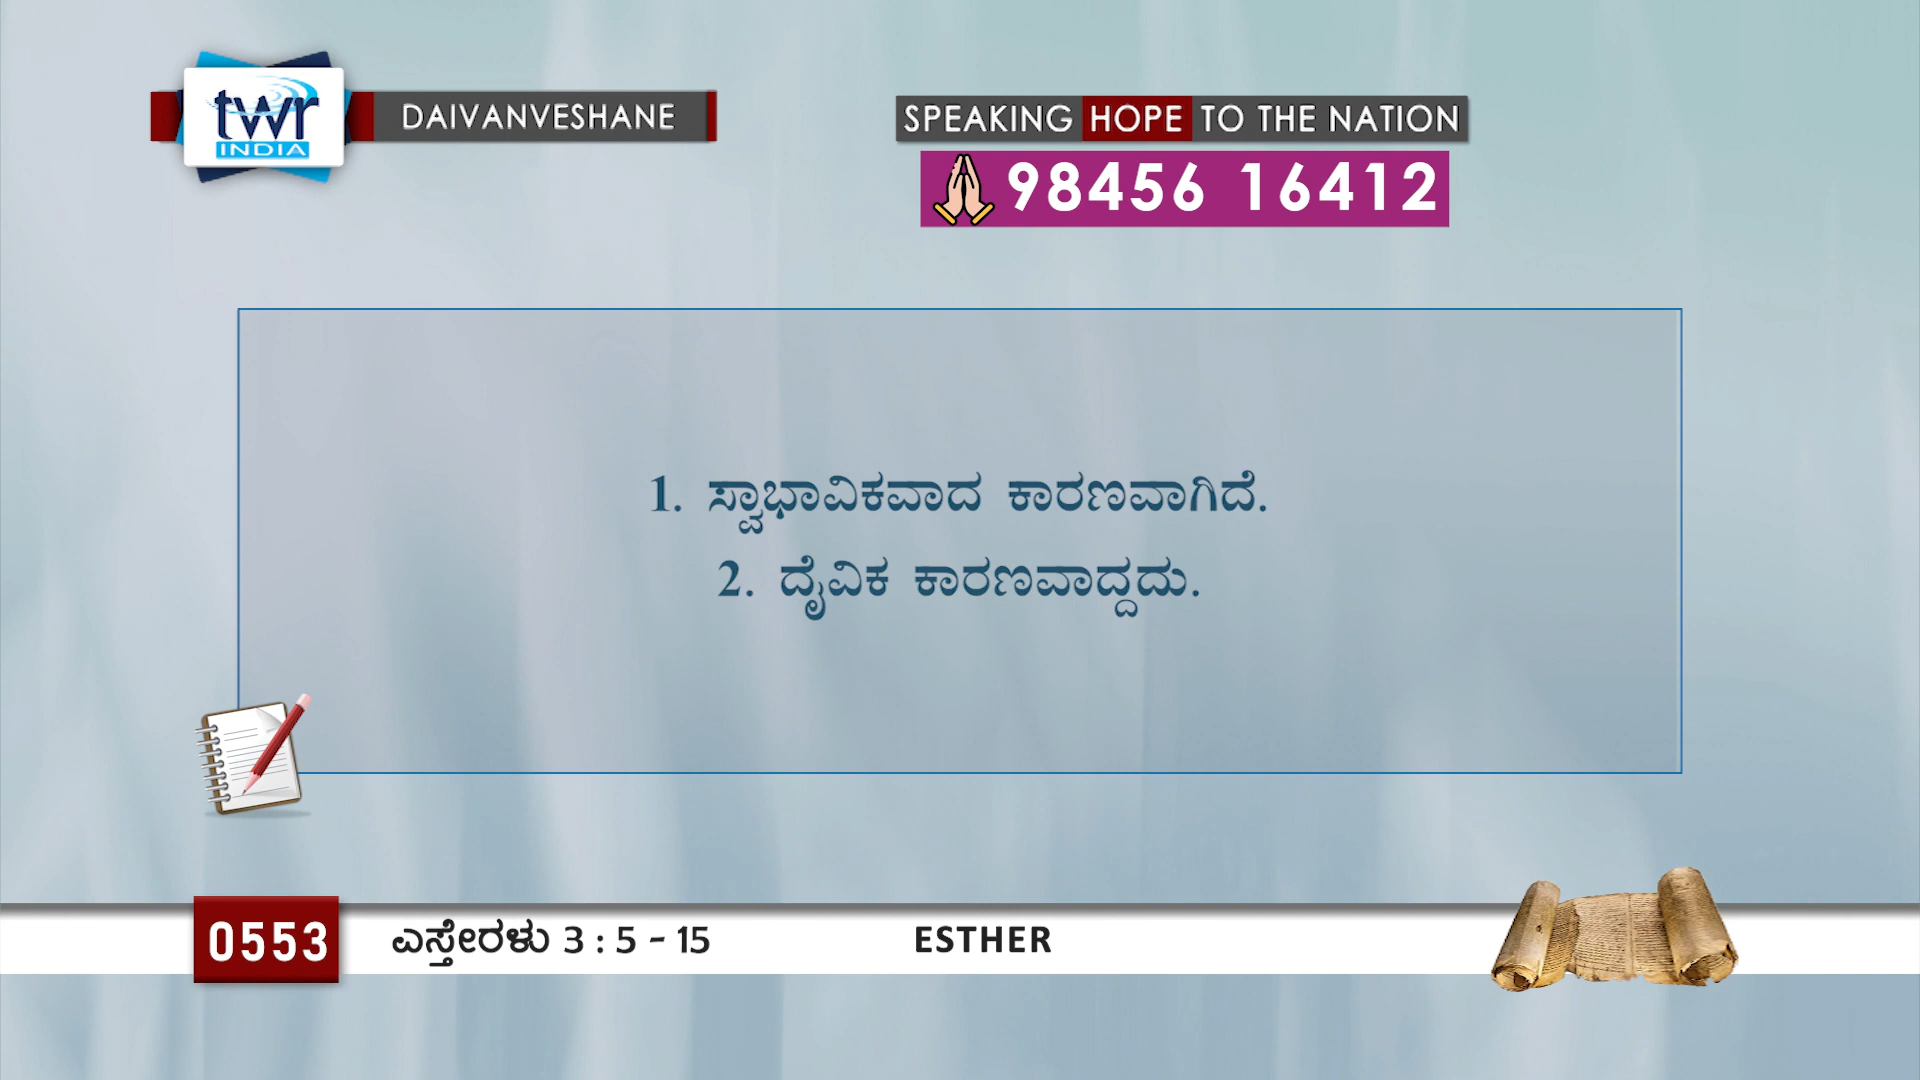 twr
INDIA
DAIVANVESHANE
SPEAKING HOPE TO THE NATION
98456 16412
1. ಸ್ವಾಭಾವಿಕವಾದ ಕಾರಣವಾಗಿದೆ.
2. ದೈವಿಕ ಕಾರಣವಾದ್ದದು.
0553 ಎಸ್ತೇರಳು 3 : 5 - 15 ESTHER